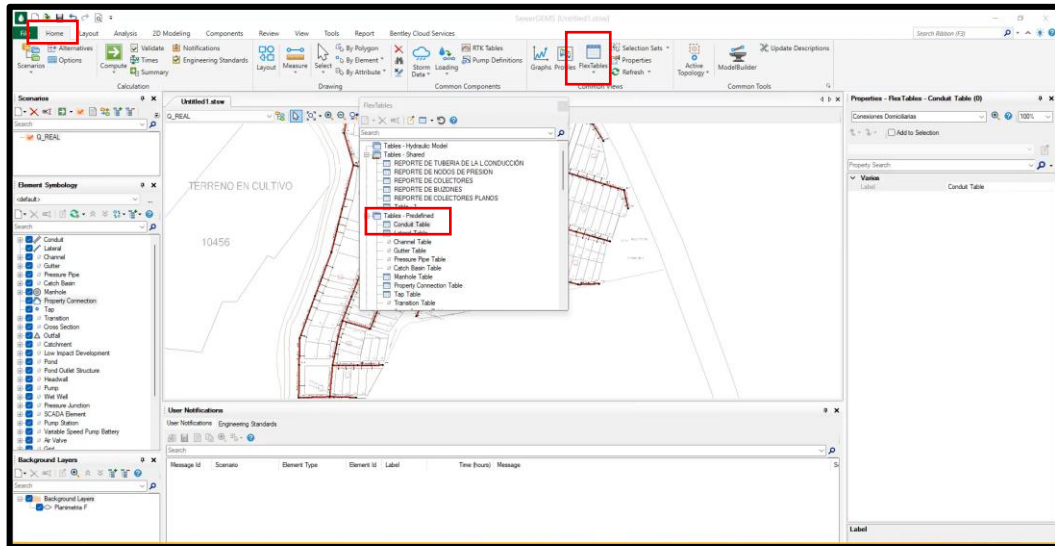 SewerGEMS [Untitled1.stsw]
File Home Layout Analysis 2D Modeling Components Review View Tools Report Bentley Cloud Services
Search Ribbon (F3)
Scenarios
Alternatives
Options
Compute
Validate
Times
Summary
Notifications
Engineering Standards
Calculation
Layout
Measure
Select
By Polygon
By Element
By Attribute
Drawing
Storm Data
Loading
RTK Tables
Pump Definitions
Common Components
Graphs
Profiles
FlexTables
Selection Sets
Properties
Refresh
Common Views
Active Topology
ModelBuilder
Update Descriptions
Common Tools
Scenarios
Search
Q_REAL
Element Symbology
<default>
Search
Conduit
Lateral
Channel
Gutter
Pressure Pipe
Catch Basin
Manhole
Property Connection
Tap
Transition
Cross Section
Outfall
Catchment
Low Impact Development
Pond
Pond Outlet Structure
Headwall
Pump
Wet Well
Pressure Junction
SCADA Element
Pump Station
Variable Speed Pump Battery
Air Valve
Grid
Background Layers
Search
Background Layers
Planimetria F
Untitled1.stsw
Q_REAL
TERRENO EN CULTIVO
10456
FlexTables
Search
Tables - Hydraulic Model
Tables - Shared
REPORTE DE TUBERIA DE LA L.CONDUCCIÓN
REPORTE DE NODOS DE PRESION
REPORTE DE COLECTORES
REPORTE DE BUZONES
REPORTE DE COLECTORES PLANOS
Table - 1
Tables - Predefined
Conduit Table
Lateral Table
Channel Table
Gutter Table
Pressure Pipe Table
Catch Basin Table
Manhole Table
Property Connection Table
Tap Table
Transition Table
User Notifications
User Notifications Engineering Standards
Search
Message Id Scenario Element Type Element Id Label Time (hours) Message
Properties - FlexTables - Conduit Table (0)
Conexiones Domiciliarias
100%
Add to Selection
Property Search
Varios
Label Conduit Table
Label